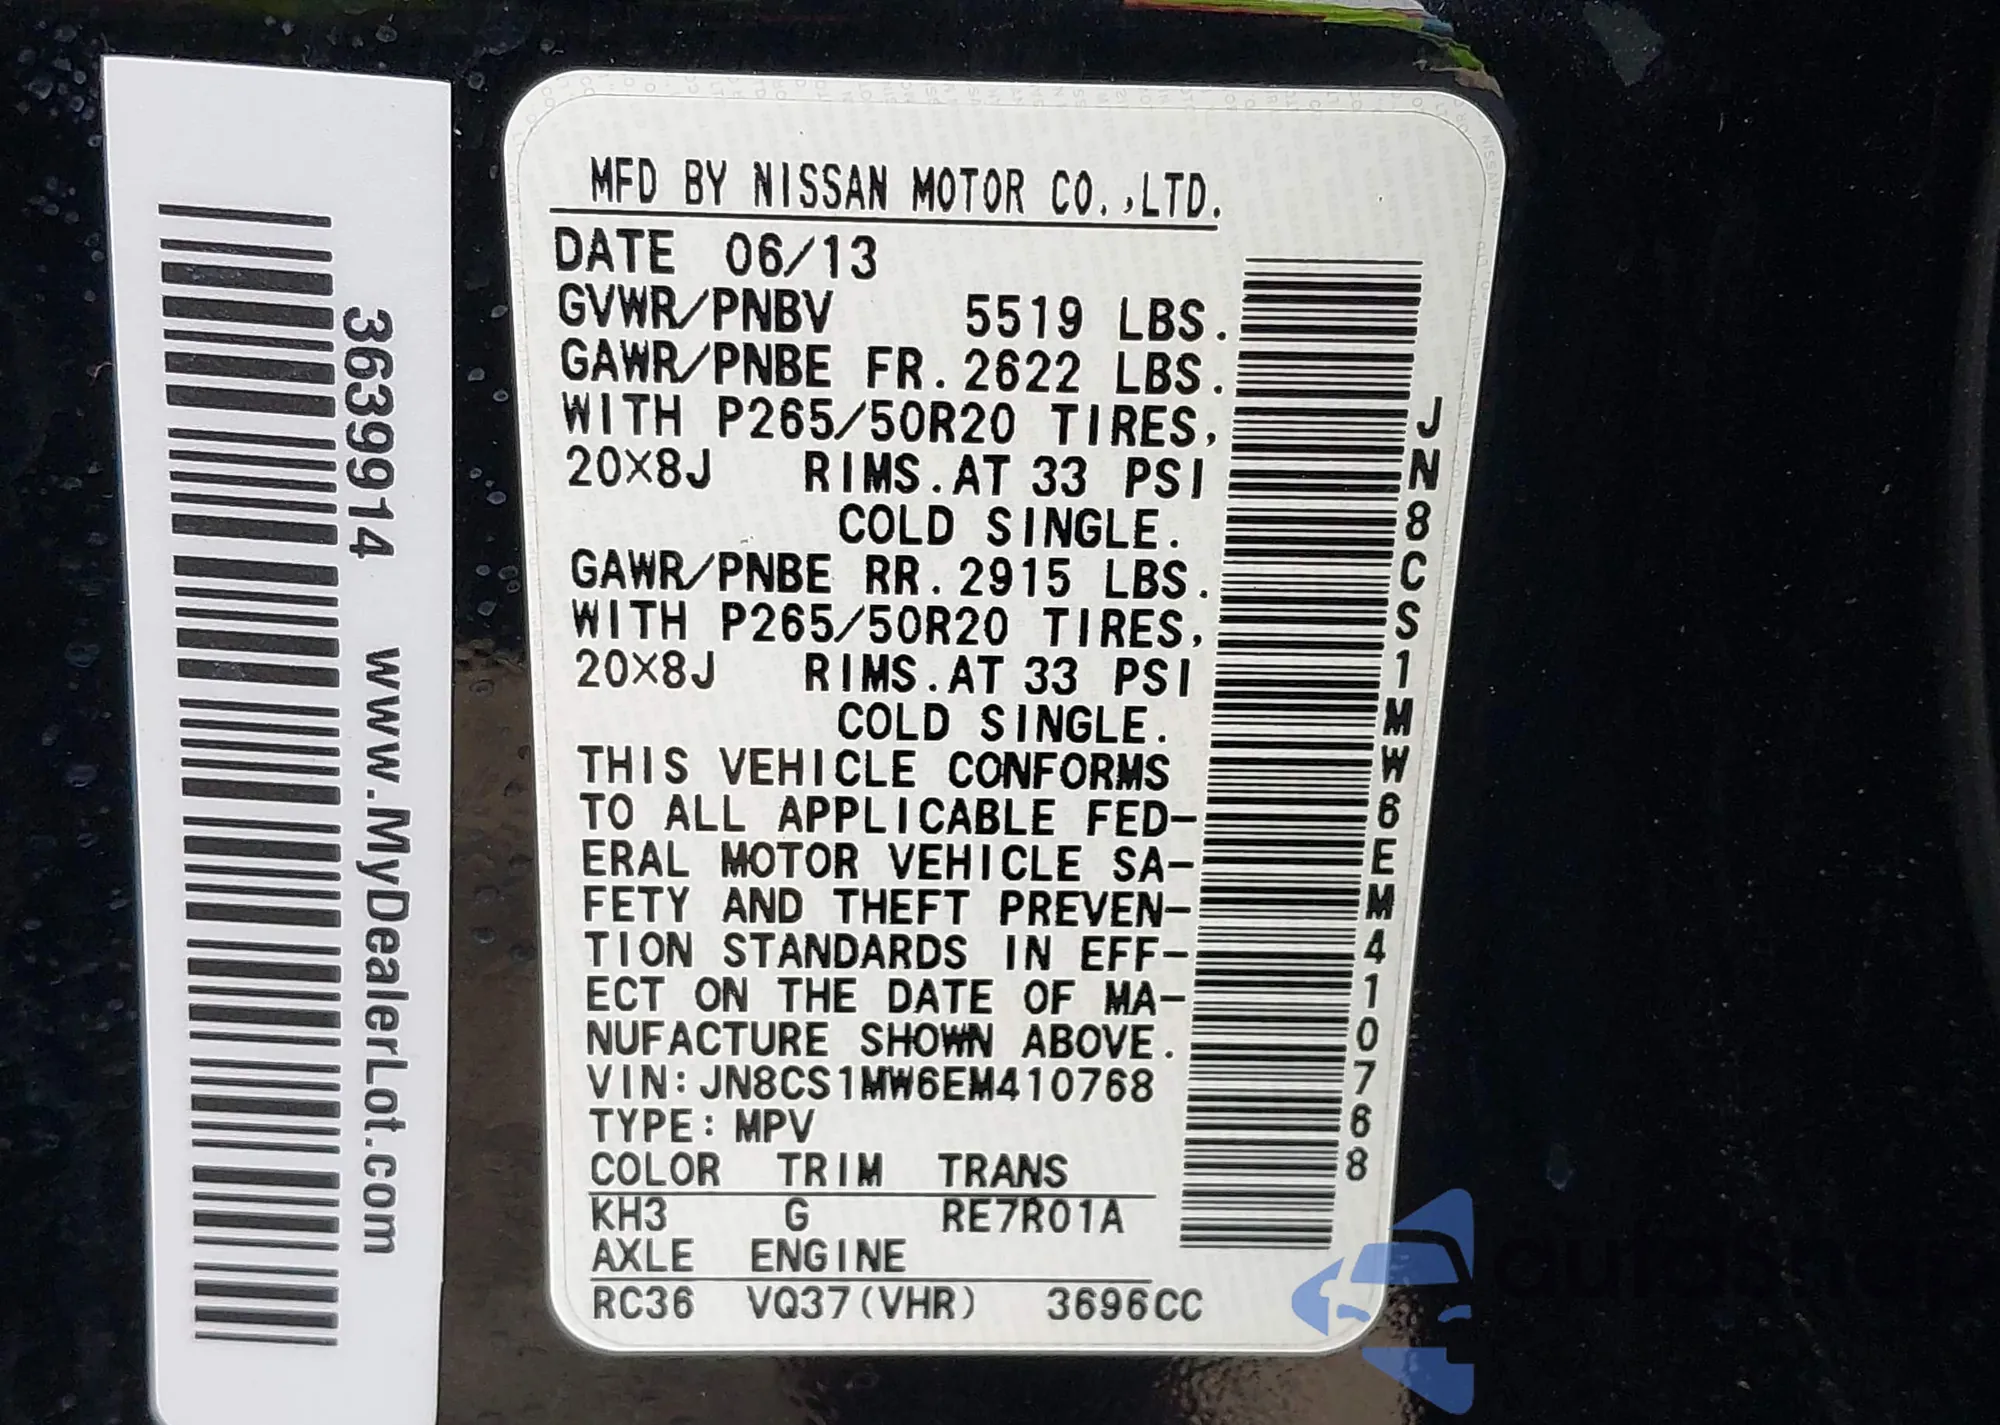 3639914 www.MyDealerLot.com
MFD BY NISSAN MOTOR CO.,LTD.
DATE 06/13
GVWR/PNBV 5519 LBS.
GAWR/PNBE FR. 2622 LBS.
WITH P265/50R20 TIRES,
20X8J RIMS. AT 33 PSI
COLD SINGLE.
GAWR/PNBE RR. 2915 LBS.
WITH P265/50R20 TIRES,
20X8J RIMS. AT 33 PSI
COLD SINGLE.
THIS VEHICLE CONFORMS
TO ALL APPLICABLE FED-
ERAL MOTOR VEHICLE SA-
FETY AND THEFT PREVEN-
TION STANDARDS IN EFF-
ECT ON THE DATE OF MA-
NUFACTURE SHOWN ABOVE.
VIN: JN8CS1MW6EM410768
TYPE: MPV
COLOR TRIM TRANS
KH3 G RE7R01A
AXLE ENGINE
RC36 VQ37(VHR) 3696CC
JN8CS1MW6EM410768